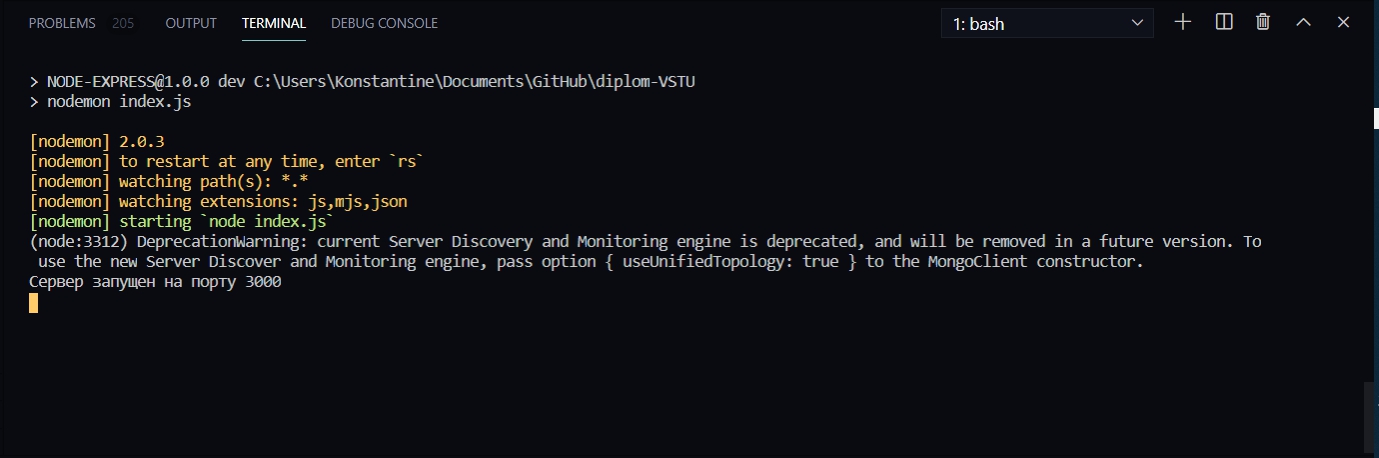 PROBLEMS 205 OUTPUT TERMINAL DEBUG CONSOLE 1: bash
> NODE-EXPRESS@1.0.0 dev C:\Users\Konstantine\Documents\GitHub\diplom-VSTU
> nodemon index.js
[nodemon] 2.0.3
[nodemon] to restart at any time, enter `rs`
[nodemon] watching path(s): *.*
[nodemon] watching extensions: js,mjs,json
[nodemon] starting `node index.js`
(node:3312) DeprecationWarning: current Server Discovery and Monitoring engine is deprecated, and will be removed in a future version. To
use the new Server Discover and Monitoring engine, pass option { useUnifiedTopology: true } to the MongoClient constructor.
Сервер запущен на порту 3000